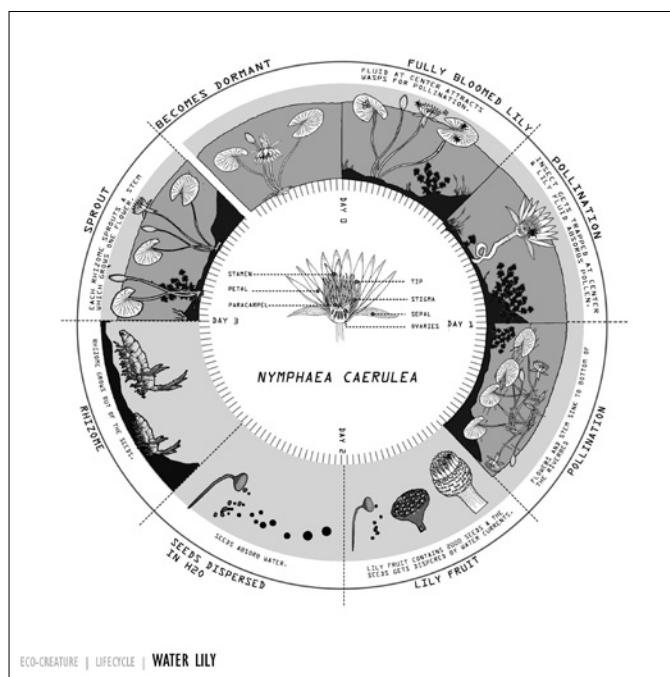 BECOMES DORMANT
FULLY BLOOMED LILY
FLUID AT CENTER ATTRACTS
WASPS FOR POLLINATION.
POLLINATION
INSECT GETS TRAPPED AT CENTER
& LILY FLUID ABSORBS POLLEN.
POLLINATION
FLOWERS AND STEM SINK TO BOTTOM OF
THE RIVERBED
LILY FRUIT
LILY FRUIT CONTAINS 2000 SEEDS & THE
SEEDS GETS DISPERED BY WATER CURRENTS.
SEEDS DISPERSED
IN H2O
SEEDS ABSORB WATER.
RHIZOME
RHIZOME GROWS OUT OF THE SEEDS.
SPROUT
EACH RHIZOME SPROUTS A STEM
WHICH GROWS ONE FLOWER.
DAY 0
STAMEN
PETAL
PARACARPEL
TIP
STIGMA
SEPAL
OVARIES
DAY 3
DAY 1
NYMPHAEA CAERULEA
DAY 2
ECO-CREATURE | LIFECYCLE | WATER LILY